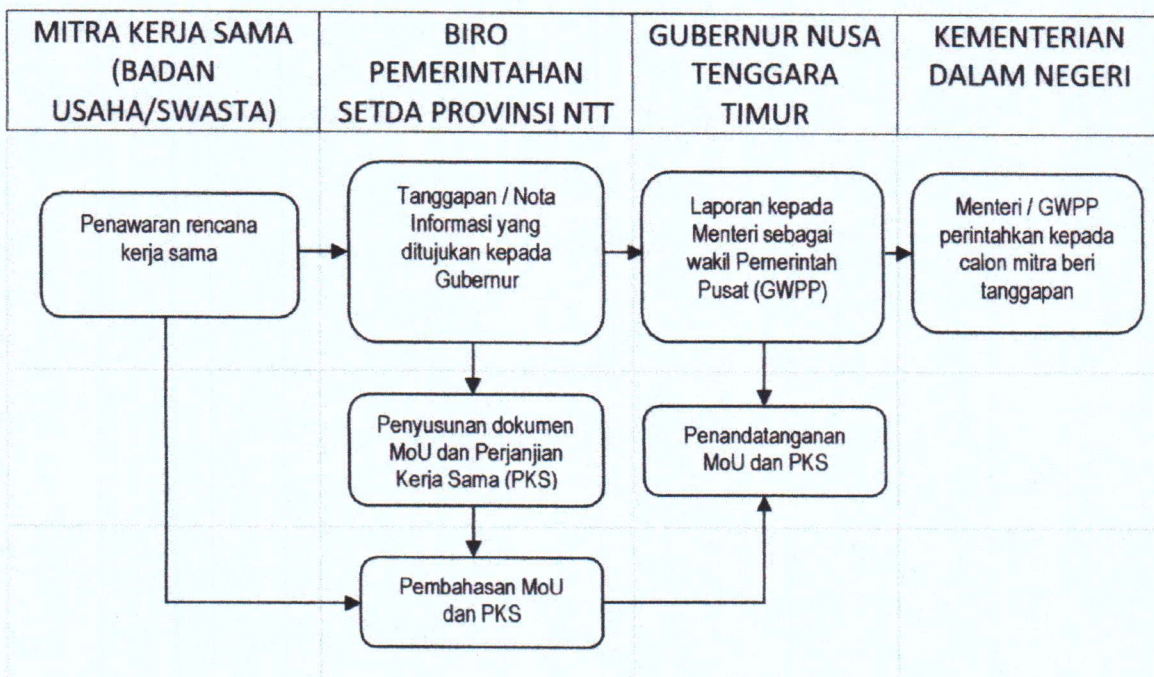 MITRA KERJA SAMA
(BADAN
USAHA/SWASTA)
BIRO
PEMERINTAHAN
SETDA PROVINSI NTT
GUBERNUR NUSA
TENGGARA
TIMUR
KEMENTERIAN
DALAM NEGERI
Penawaran rencana
kerja sama
Tanggapan / Nota
Informasi yang
ditujukan kepada
Gubernur
Laporan kepada
Menteri sebagai
wakil Pemerintah
Pusat (GWPP)
Menteri / GWPP
perintahkan kepada
calon mitra beri
tanggapan
Penyusunan dokumen
MoU dan Perjanjian
Kerja Sama (PKS)
Penandatanganan
MoU dan PKS
Pembahasan MoU
dan PKS